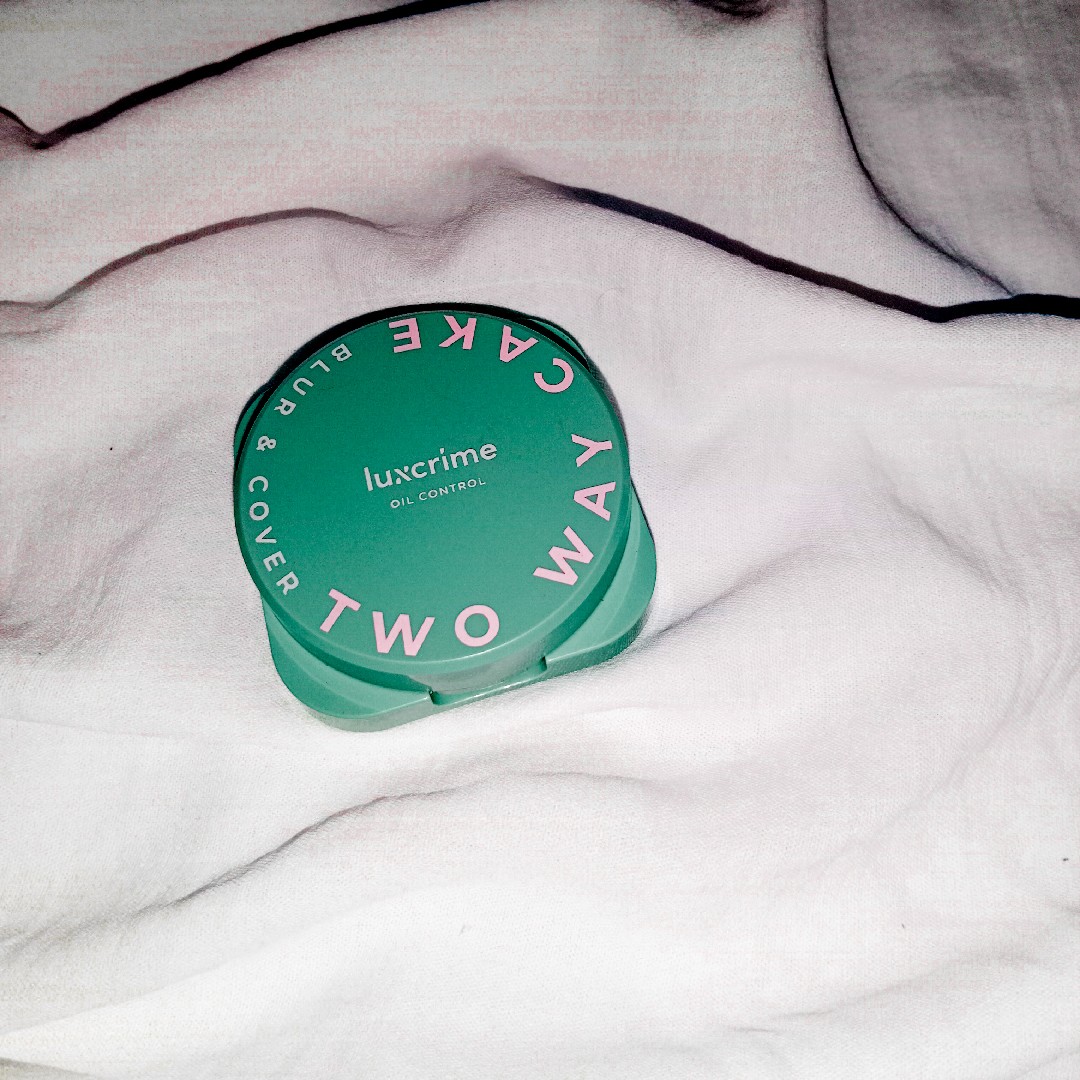 luxcrime
OIL CONTROL
TWO WAY CAKE
BLUR & COVER